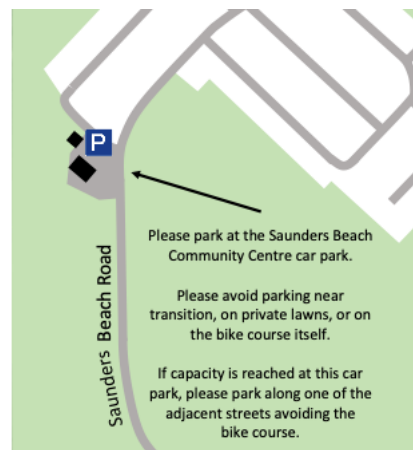 P
Please park at the Saunders Beach
Community Centre car park.
Please avoid parking near
transition, on private lawns, or on
the bike course itself.
If capacity is reached at this car
park, please park along one of the
adjacent streets avoiding the
bike course.
Saunders Beach Road